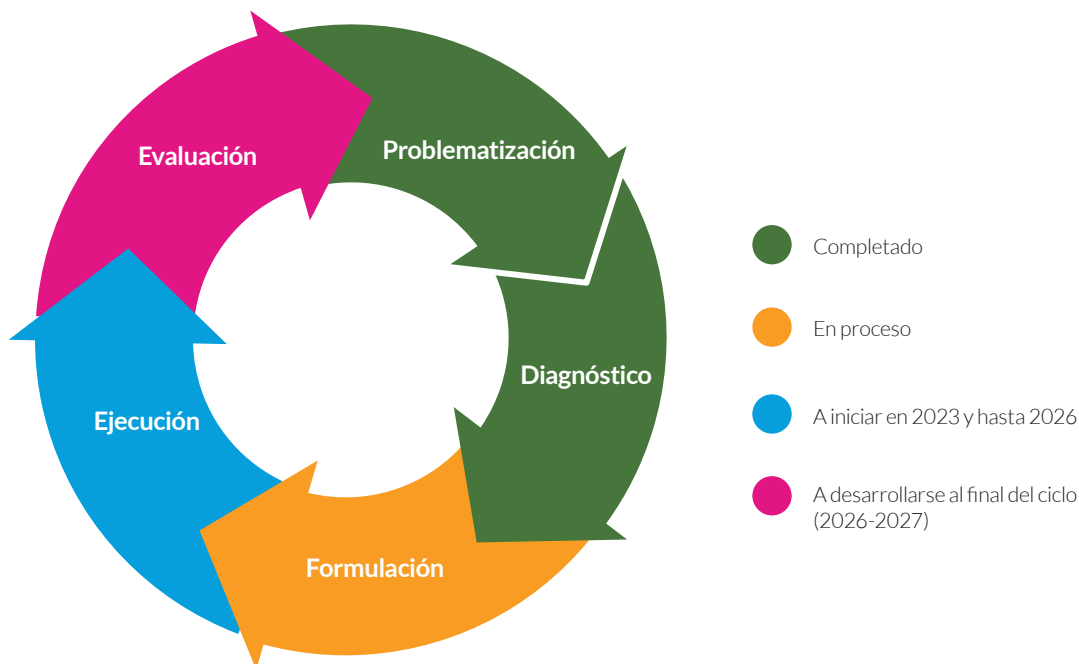 Evaluación
Problematización
Diagnóstico
Ejecución
Formulación
Completado
En proceso
A iniciar en 2023 y hasta 2026
A desarrollarse al final del ciclo
(2026-2027)